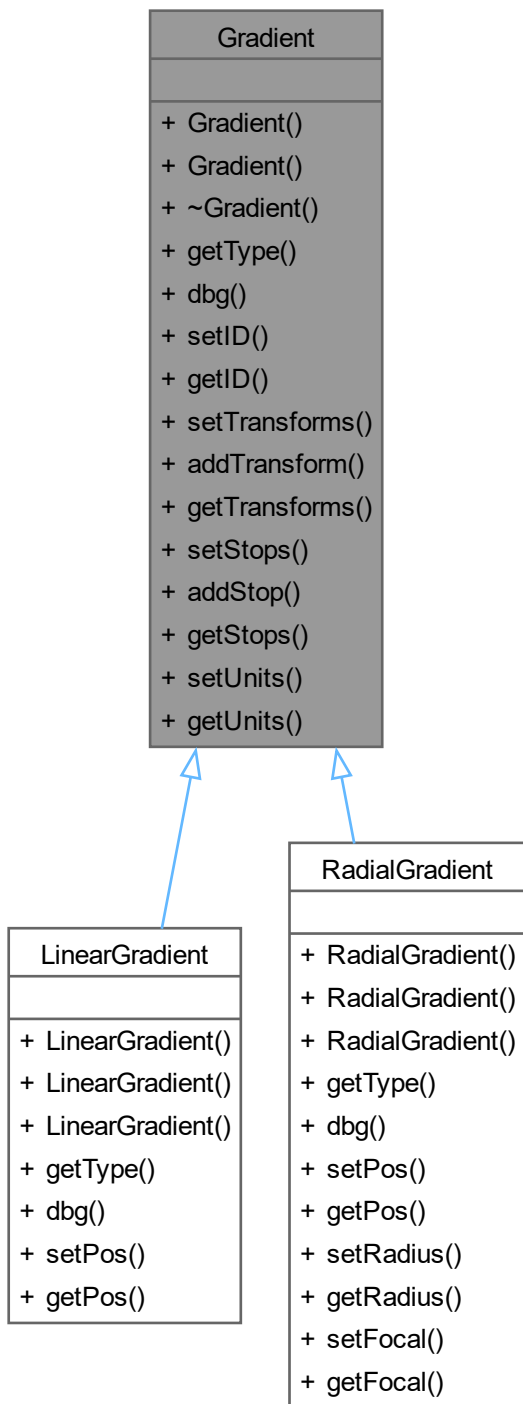 Gradient
+ Gradient()
+ Gradient()
+ ~Gradient()
+ getType()
+ dbg()
+ setID()
+ getID()
+ setTransforms()
+ addTransform()
+ getTransforms()
+ setStops()
+ addStop()
+ getStops()
+ setUnits()
+ getUnits()
LinearGradient
+ LinearGradient()
+ LinearGradient()
+ LinearGradient()
+ getType()
+ dbg()
+ setPos()
+ getPos()
RadialGradient
+ RadialGradient()
+ RadialGradient()
+ RadialGradient()
+ getType()
+ dbg()
+ setPos()
+ getPos()
+ setRadius()
+ getRadius()
+ setFocal()
+ getFocal()